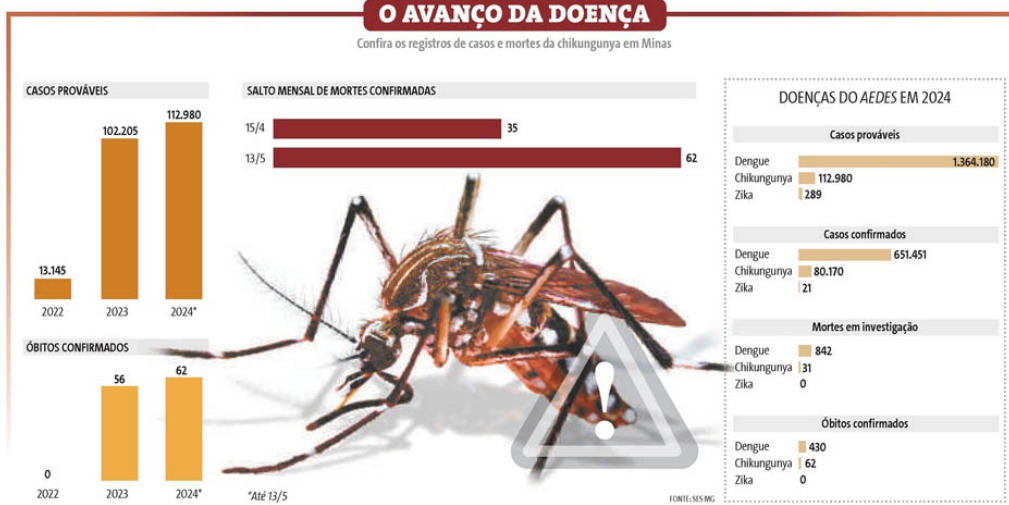 O AVANÇO DA DOENÇA
Confira os registros de casos e mortes da chikungunya em Minas
CASOS PROVÁVEIS
13.145
102.205
112.980
2022
2023
2024*
ÓBITOS CONFIRMADOS
0
56
62
2022
2023
2024*
SALTO MENSAL DE MORTES CONFIRMADAS
15/4 35
13/5 62
*Até 13/5
FONTE: SES-MG
DOENÇAS DO AEDES EM 2024
Casos prováveis
Dengue 1.364.180
Chikungunya 112.980
Zika 289
Casos confirmados
Dengue 651.451
Chikungunya 80.170
Zika 21
Mortes em investigação
Dengue 842
Chikungunya 31
Zika 0
Óbitos confirmados
Dengue 430
Chikungunya 62
Zika 0